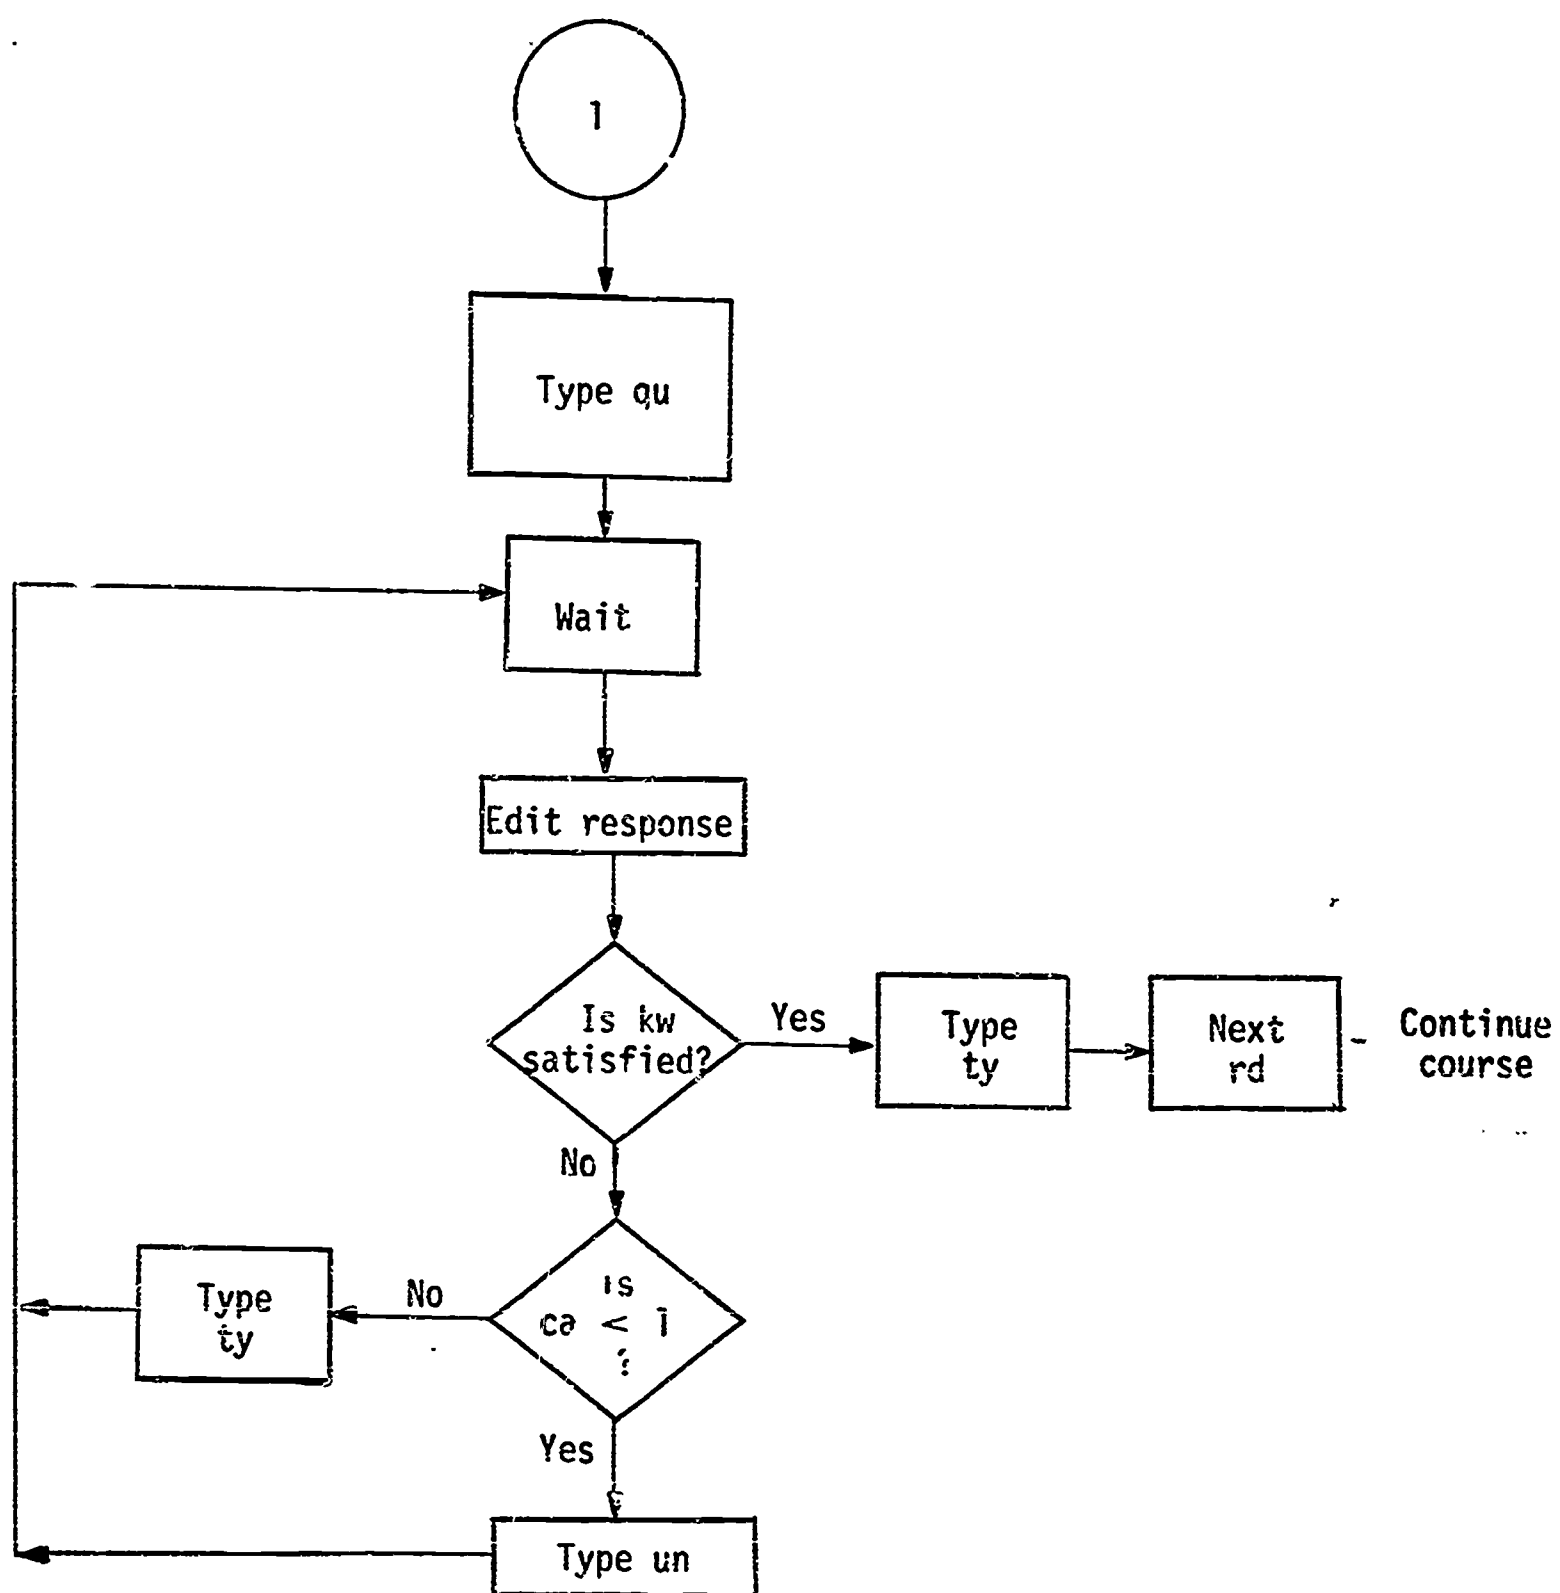 1
Type qu
Wait
Edit response
Is kw
satisfied?
Yes
Type
ty
Next
rd
Continue
course
No
Is
ca < 1
?
No
Type
ty
Yes
Type un